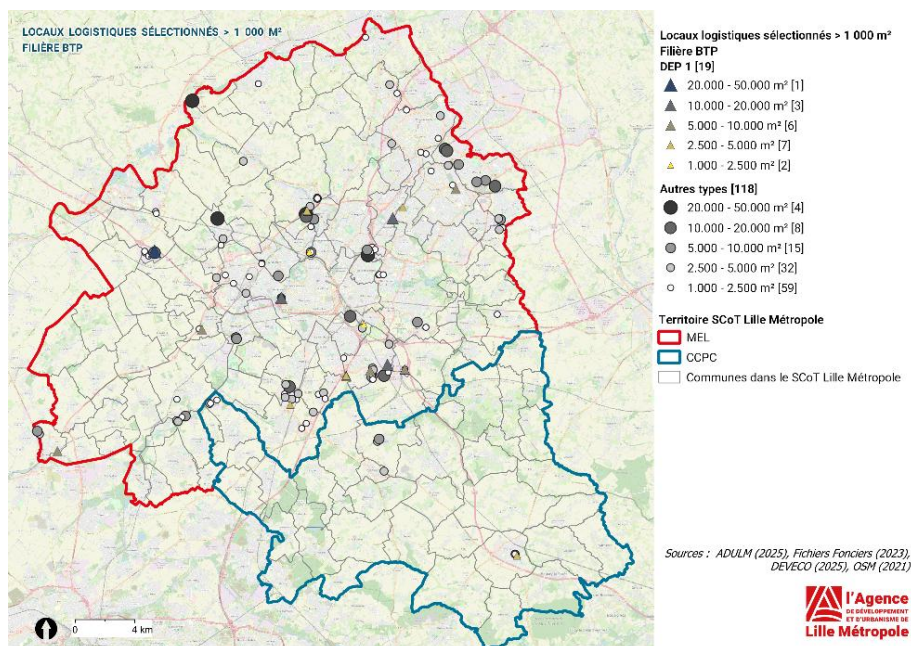 LOCAUX LOGISTIQUES SÉLECTIONNÉS > 1 000 M²
FILIÈRE BTP
0 4 km
Locaux logistiques sélectionnés > 1 000 m²
Filière BTP
DEP 1 [19]
20.000 - 50.000 m² [1]
10.000 - 20.000 m² [3]
5.000 - 10.000 m² [6]
2.500 - 5.000 m² [7]
1.000 - 2.500 m² [2]
Autres types [118]
20.000 - 50.000 m² [4]
10.000 - 20.000 m² [8]
5.000 - 10.000 m² [15]
2.500 - 5.000 m² [32]
1.000 - 2.500 m² [59]
Territoire SCoT Lille Métropole
MEL
CCPC
Communes dans le SCoT Lille Métropole
Sources : ADULM (2025), Fichiers Fonciers (2023),
DEVECO (2025), OSM (2021)
l'Agence
DE DÉVELOPPEMENT
ET D'URBANISME DE
Lille Métropole